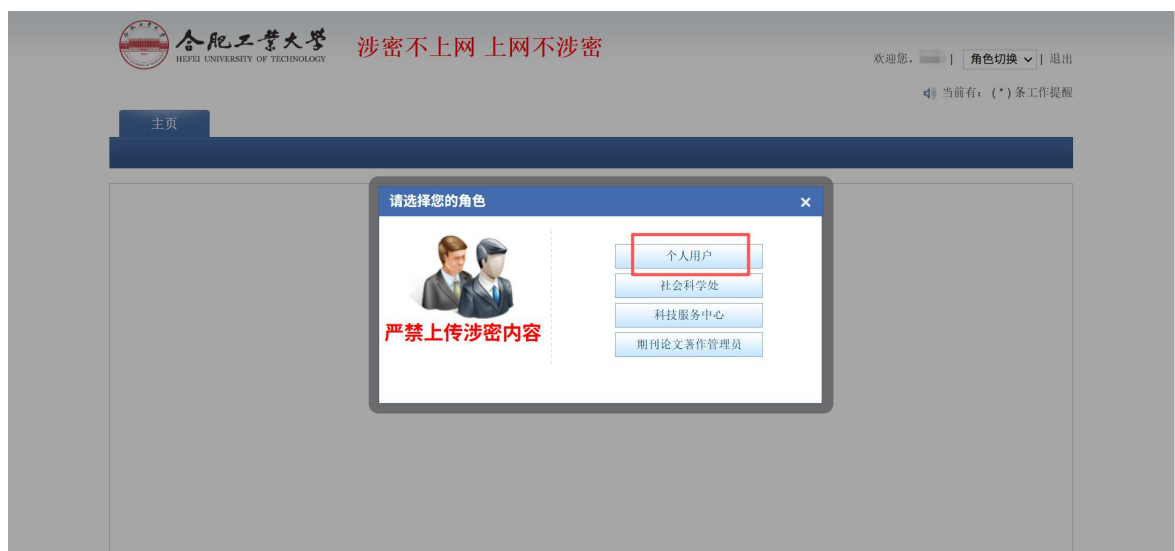 合肥工业大学
HEFEI UNIVERSITY OF TECHNOLOGY
涉密不上网 上网不涉密
欢迎您, | 角色切换 | 退出
当前有: (*)条工作提醒
主页
请选择您的角色
×
严禁上传涉密内容
个人用户
社会科学处
科技服务中心
期刊论文著作管理员